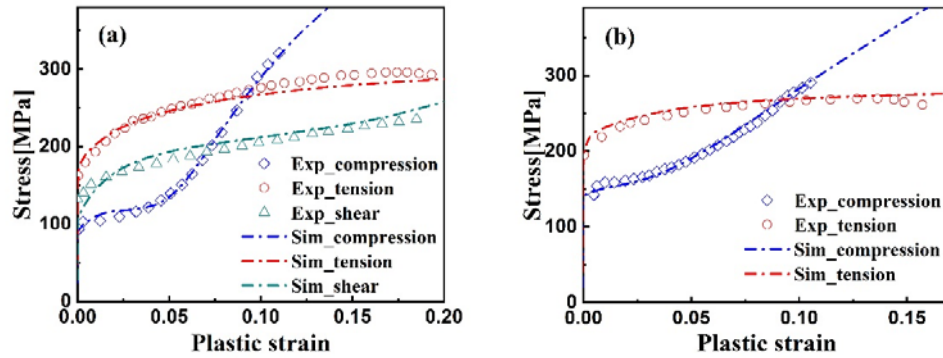 (a)
Stress[MPa]
300
200
100
0
Exp_compression
Exp_tension
Exp_shear
Sim_compression
Sim_tension
Sim_shear
0.00 0.05 0.10 0.15 0.20
Plastic strain
(b)
Stress[MPa]
300
200
100
0
Exp_compression
Exp_tension
Sim_compression
Sim_tension
0.00 0.05 0.10 0.15
Plastic strain